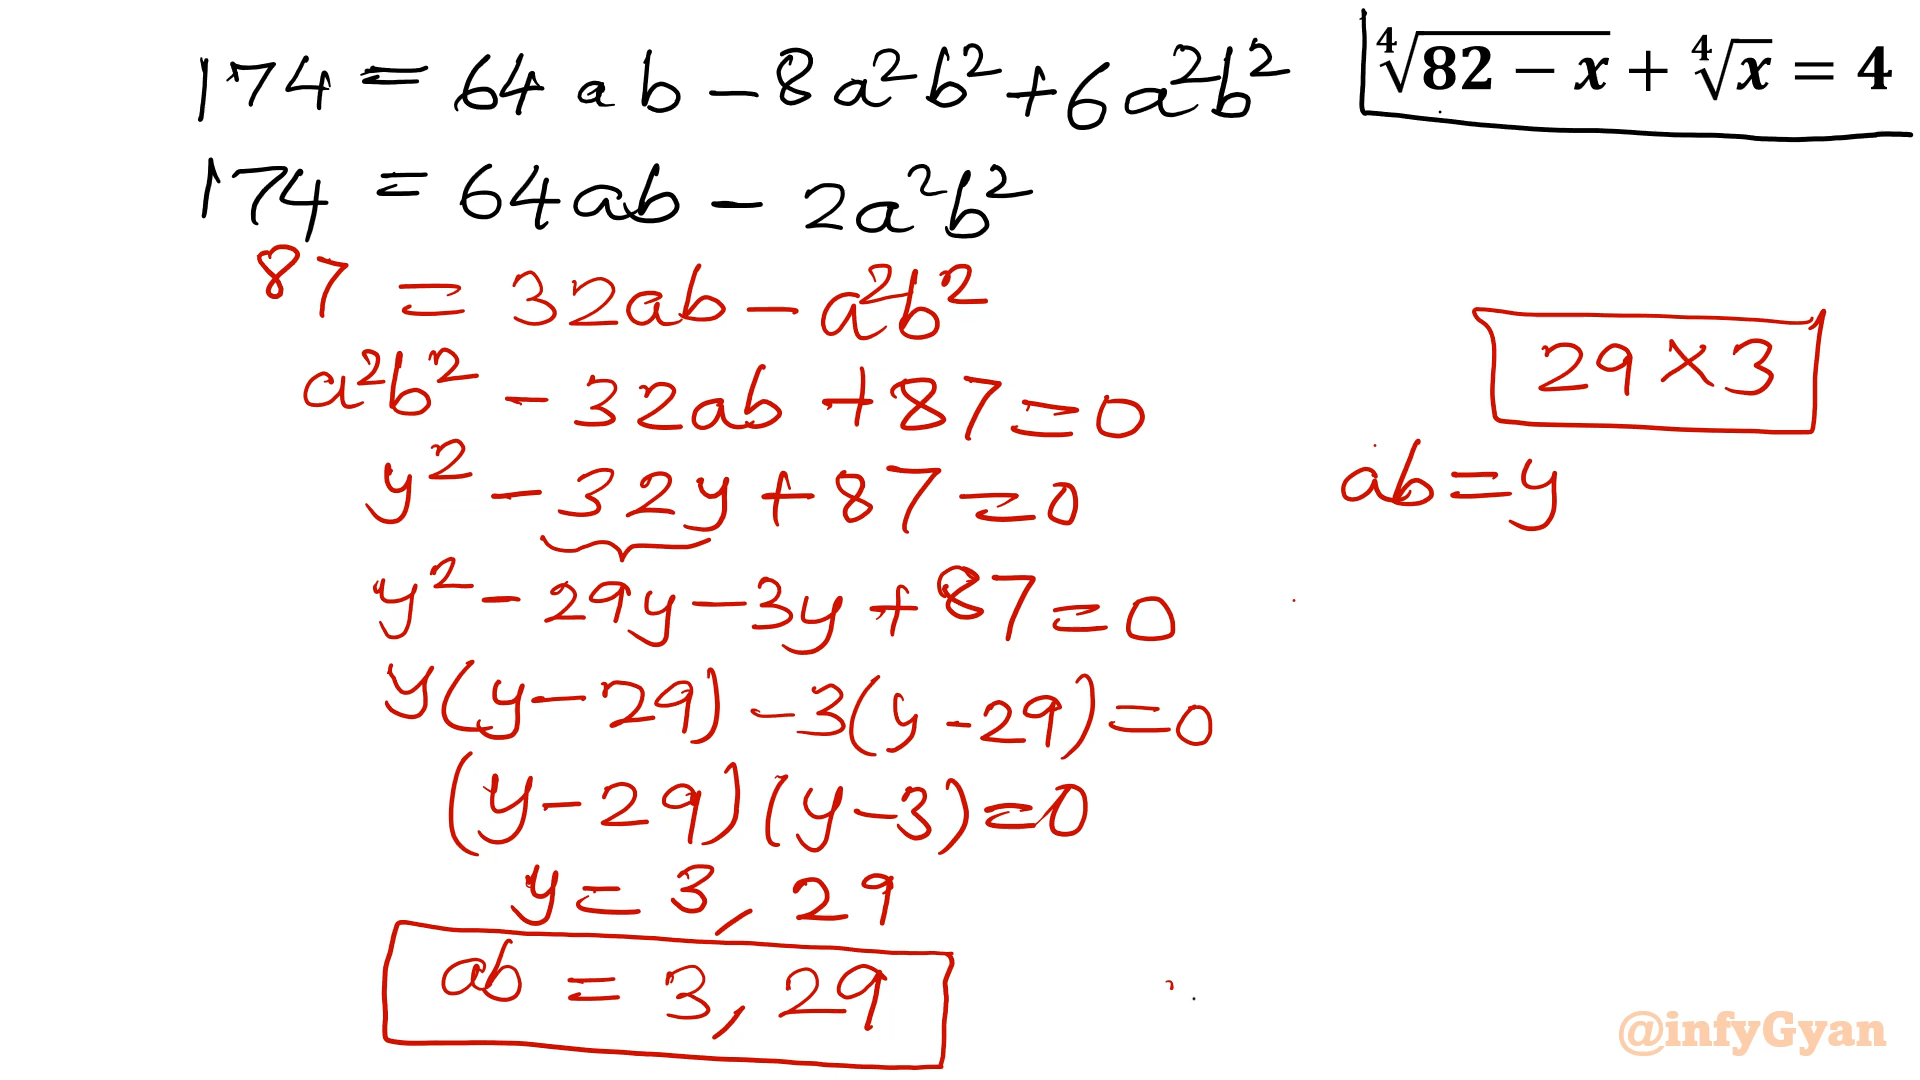 174 = 64ab - 8a²b² + 6a²b²
∜(82 − x) + ∜x = 4
174 = 64ab - 2a²b²
87 = 32ab - a²b²
29 × 3
a²b² - 32ab + 87 = 0
ab = y
y² - 32y + 87 = 0
y² - 29y - 3y + 87 = 0
y(y - 29) - 3(y - 29) = 0
(y - 29)(y - 3) = 0
y = 3, 29
ab = 3, 29
@infyGyan